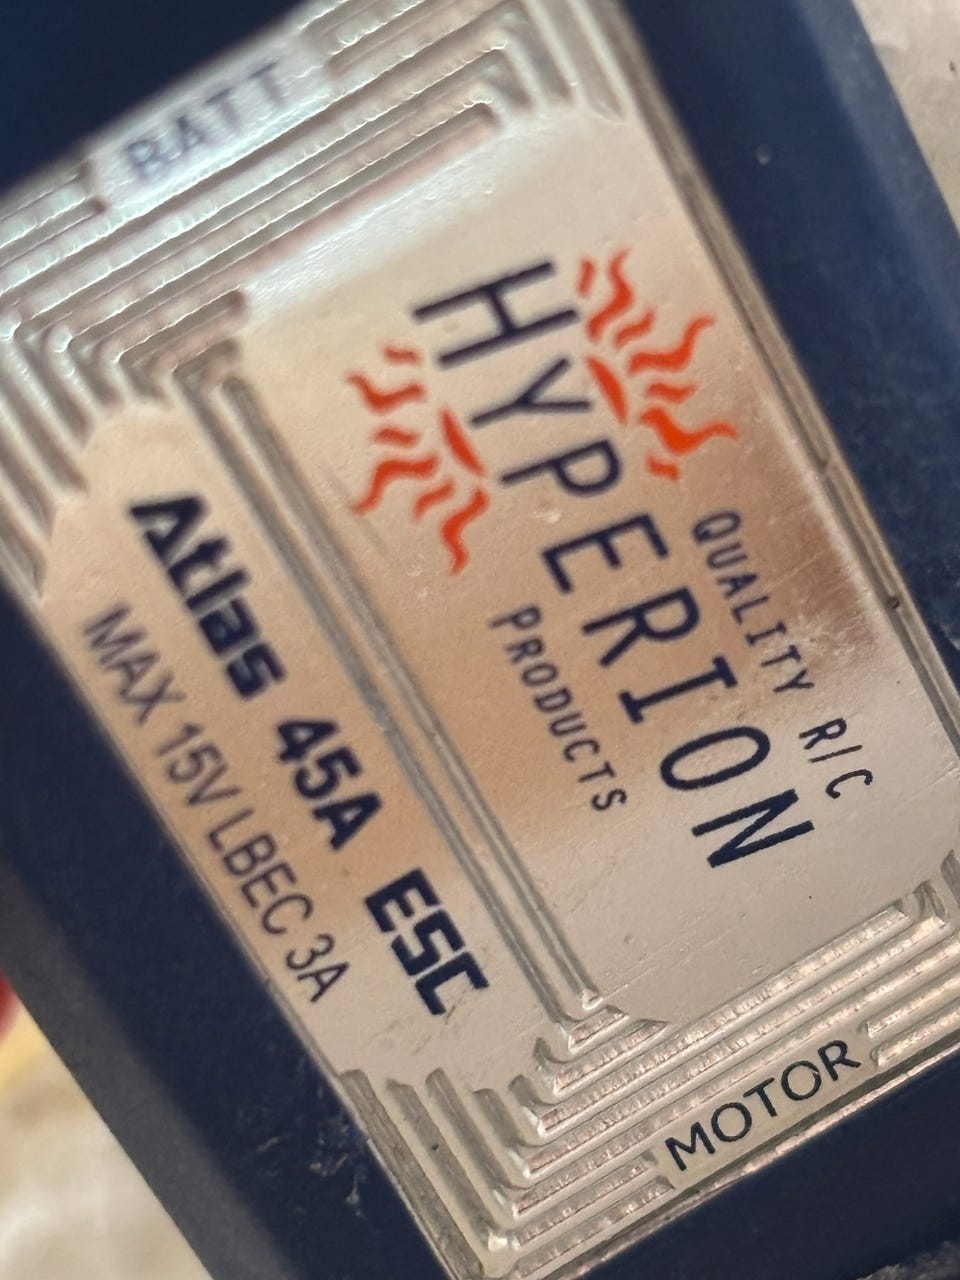 BATT
QUALITY R/C
HYPERION
PRODUCTS
Atlas 45A ESC
MAX 15V LBEC 3A
MOTOR